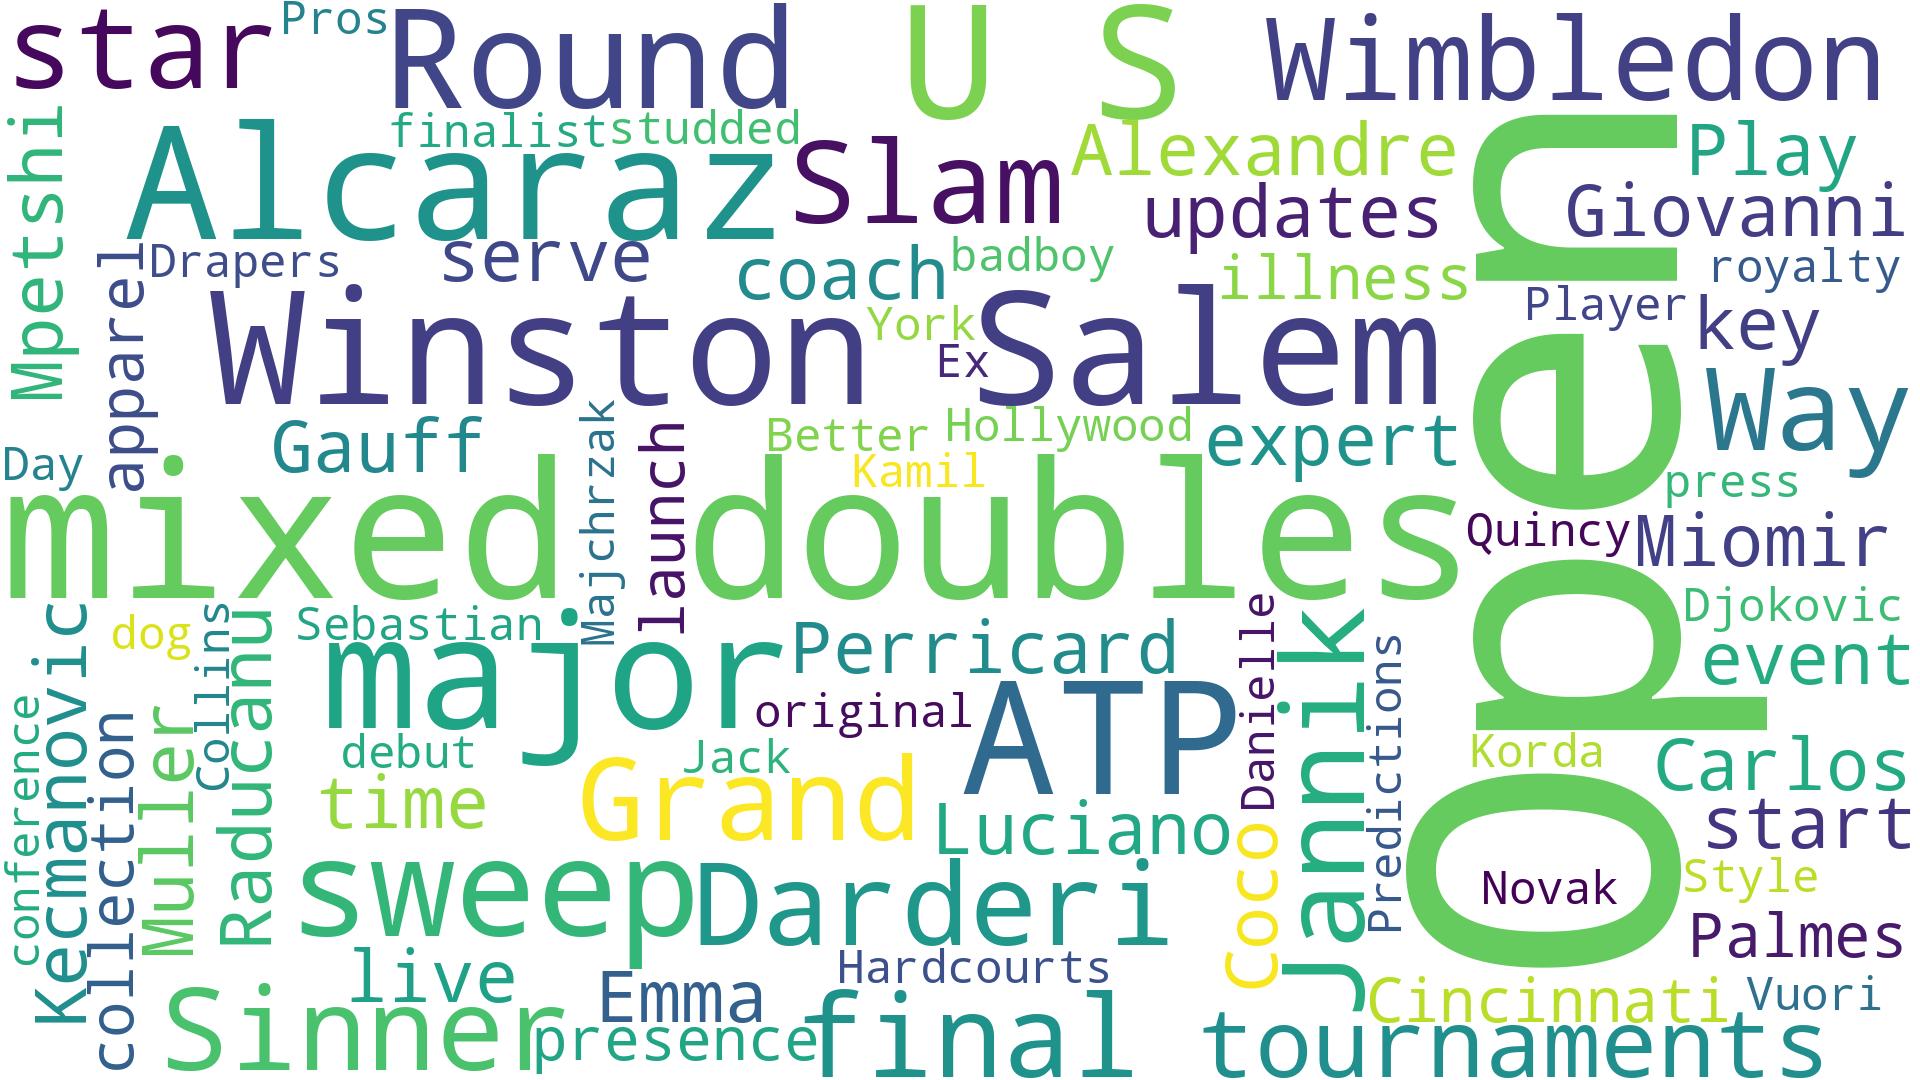 star
Pros
Round
U S
Wimbledon
Mpetshi
Alcaraz
finalist
studded
Slam
Alexandre
Play
updates
Giovanni
apparel
Drapers
serve
coach
badboy
illness
royalty
Winston Salem
York
Ex
Player
key
Way
Open
Gauff
Majchrzak
launch
Better
Hollywood
Kamil
expert
Day
press
mixed doubles
Quincy
Miomir
Kecmanovic
dog
Collins
Raducanu
Sebastian
major
Perricard
Danielle
Jannik
Djokovic
event
conference
collection
Muller
original
ATP
Predictions
debut
Jack
Korda
Carlos
time
Grand
Luciano
Coco
start
sweep
Darderi
Novak
Style
Palmes
live
Emma
Hardcourts
Cincinnati
Vuori
Sinner
presence
final
tournaments